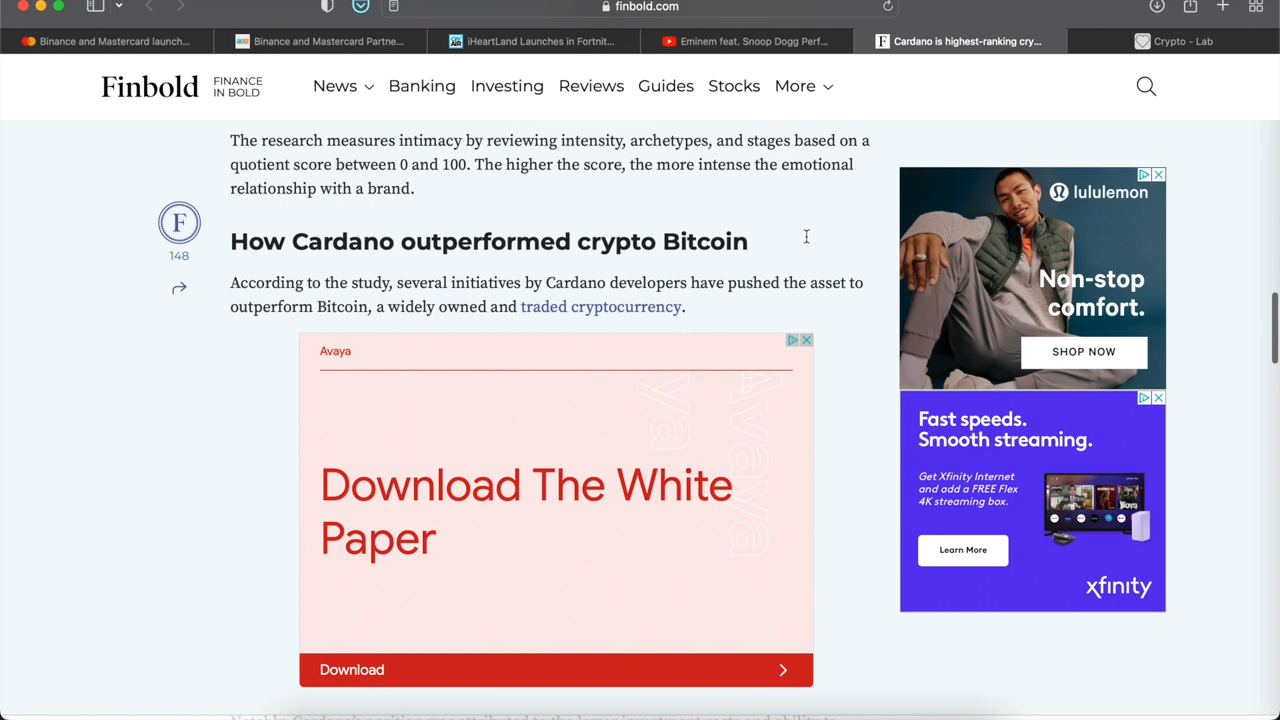 finbold.com
Binance and Mastercard launch...
Binance and Mastercard Partne...
iHeartLand Launches in Fortnit...
Eminem feat. Snoop Dogg Perf...
F Cardano is highest-ranking cry...
Crypto - Lab
Finbold
FINANCE
IN BOLD
News
Banking
Investing
Reviews
Guides
Stocks
More
The research measures intimacy by reviewing intensity, archetypes, and stages based on a
quotient score between 0 and 100. The higher the score, the more intense the emotional
relationship with a brand.
F
148
How Cardano outperformed crypto Bitcoin
According to the study, several initiatives by Cardano developers have pushed the asset to
outperform Bitcoin, a widely owned and traded cryptocurrency.
Avaya
Avaya
ya
Download The White
Paper
Download
lululemon
Non-stop
comfort.
SHOP NOW
Fast speeds.
Smooth streaming.
Get Xfinity Internet
and add a FREE Flex
4K streaming box.
Learn More
xfinity